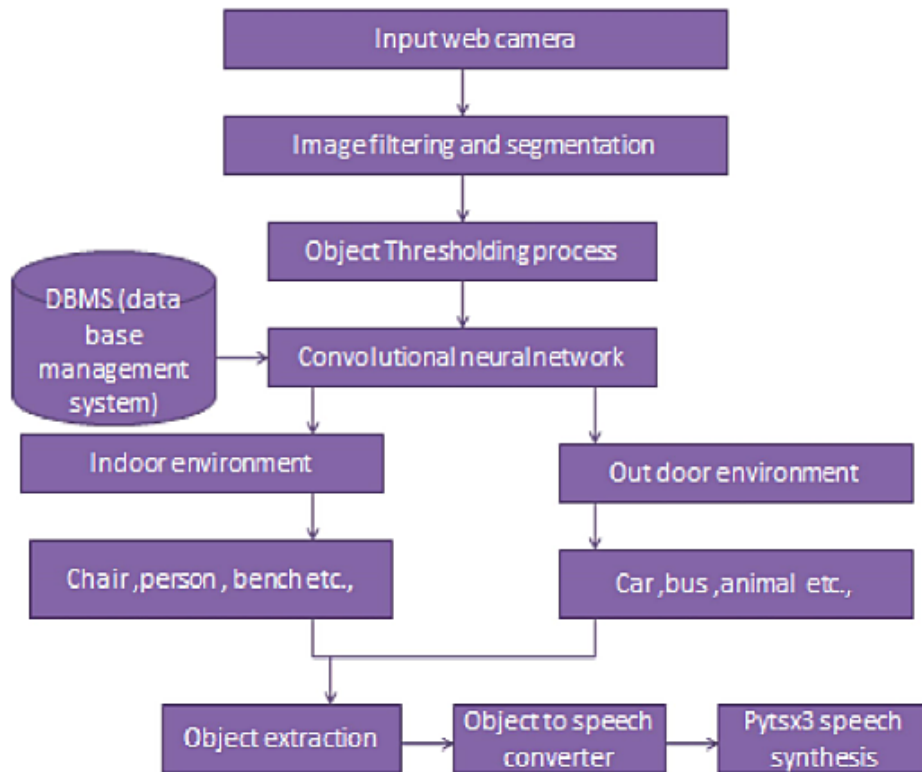 Input web camera
Image filtering and segmentation
Object Thresholding process
DBMS (data
base
management
system)
Convolutional neural network
Indoor environment
Out door environment
Chair ,person , bench etc.,
Car ,bus ,animal etc.,
Object extraction
Object to speech
converter
Pytsx3 speech
synthesis